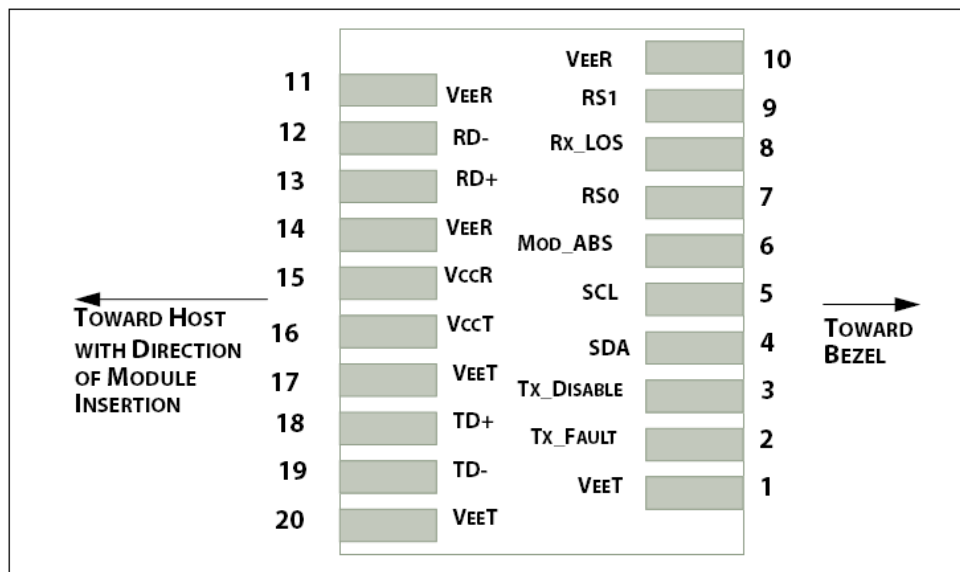 11 VEER
12 RD-
13 RD+
14 VEER
15 VCCR
16 VCCT
17 VEET
18 TD+
19 TD-
20 VEET
VEER 10
RS1 9
RX_LOS 8
RS0 7
MOD_ABS 6
SCL 5
SDA 4
TX_DISABLE 3
TX_FAULT 2
VEET 1
TOWARD HOST
WITH DIRECTION
OF MODULE
INSERTION
TOWARD
BEZEL